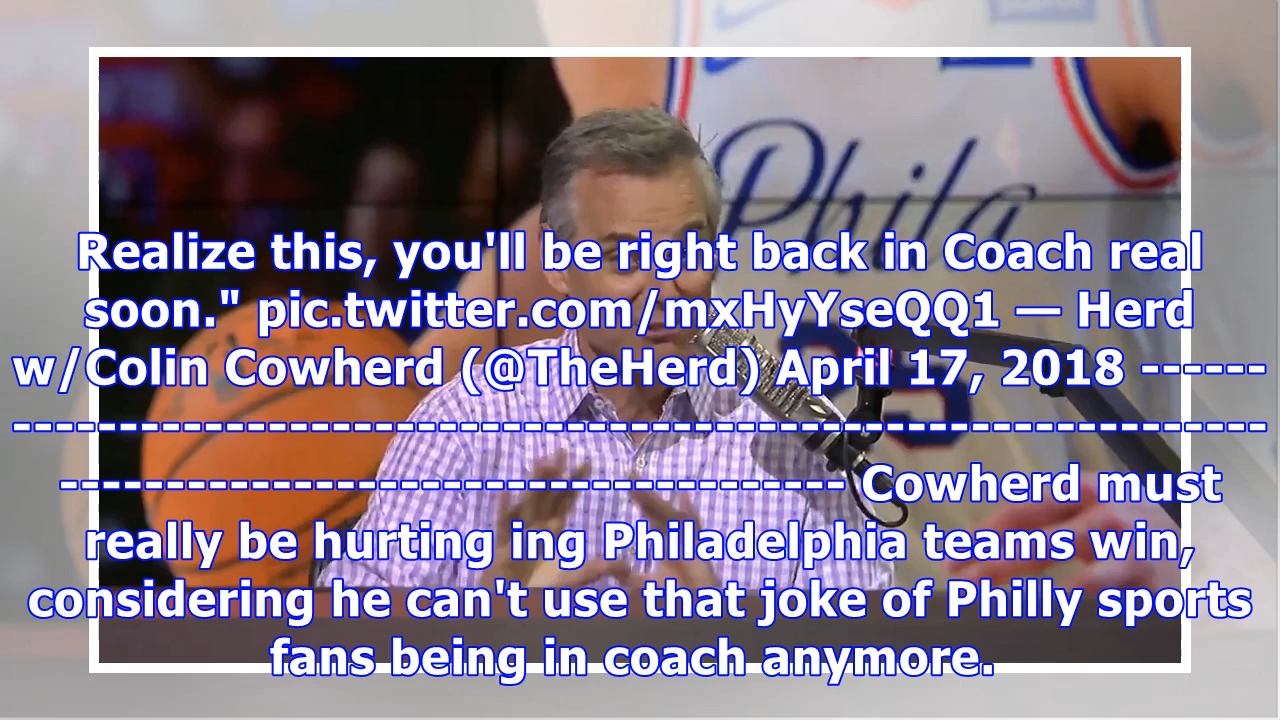 Phila
Realize this, you'll be right back in Coach real
soon." pic.twitter.com/mxHyYseQQ1 — Herd
w/Colin Cowherd (@TheHerd) April 17, 2018 ------
-----------------------------------------------------------
------------------------------------- Cowherd must
really be hurting ing Philadelphia teams win,
considering he can't use that joke of Philly sports
fans being in coach anymore.